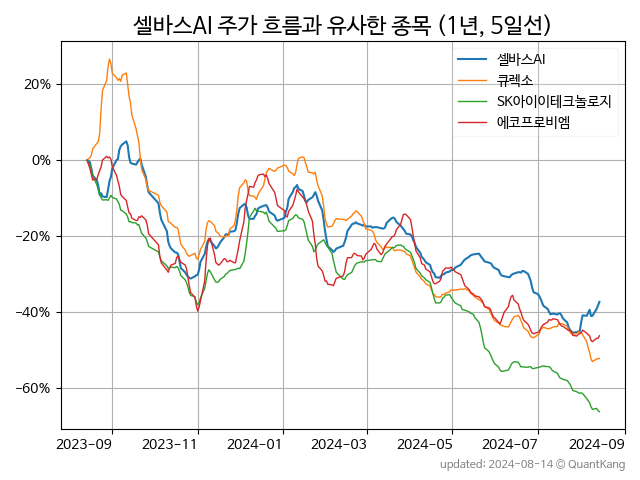 셀바스AI 주가 흐름과 유사한 종목 (1년, 5일선)
셀바스AI
큐렉소
SK아이이테크놀로지
에코프로비엠
20%
0%
−20%
−40%
−60%
2023-09 2023-11 2024-01 2024-03 2024-05 2024-07 2024-09
updated: 2024-08-14 © QuantKang